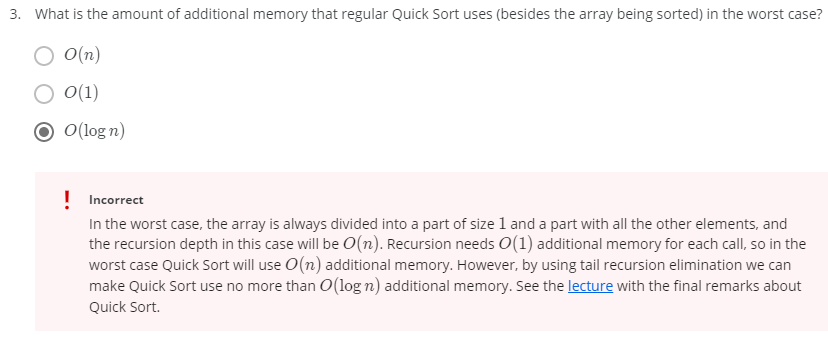 3. What is the amount of additional memory that regular Quick Sort uses (besides the array being sorted) in the worst case?
O(n)
O(1)
O(log n)
! Incorrect
In the worst case, the array is always divided into a part of size 1 and a part with all the other elements, and
the recursion depth in this case will be O(n). Recursion needs O(1) additional memory for each call, so in the
worst case Quick Sort will use O(n) additional memory. However, by using tail recursion elimination we can
make Quick Sort use no more than O(log n) additional memory. See the lecture with the final remarks about
Quick Sort.